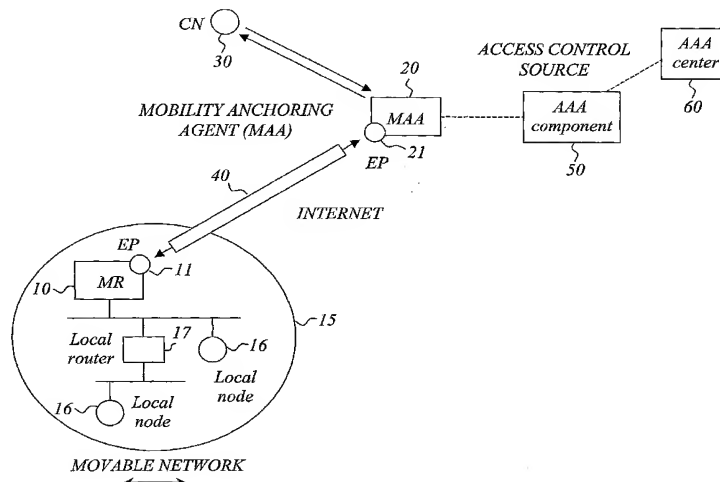 CN
30
ACCESS CONTROL
SOURCE
AAA
center
60
20
MOBILITY ANCHORING
AGENT (MAA)
MAA
AAA
component
21
50
EP
40
INTERNET
EP
11
10
MR
15
17
Local
router
16
Local
node
16
Local
node
MOVABLE NETWORK